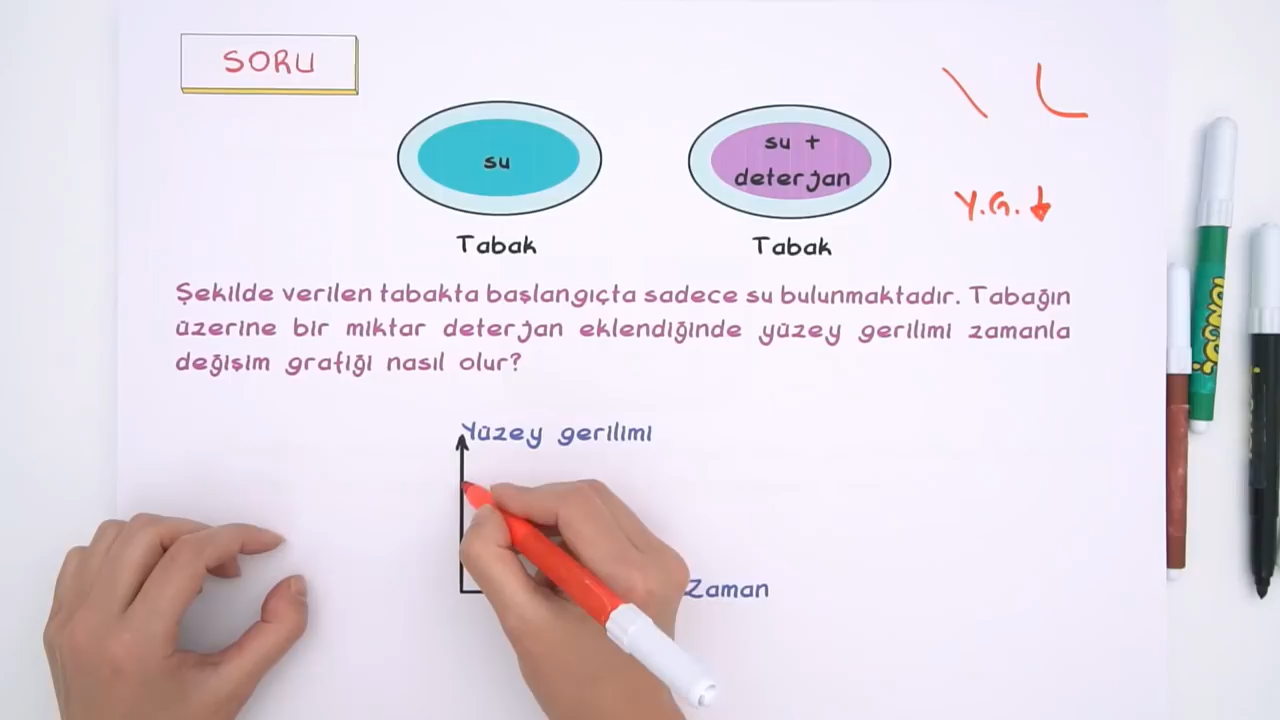 SORU
su
su +
deterjan
Tabak
Tabak
Y.G.
Şekilde verilen tabakta başlangıçta sadece su bulunmaktadır. Tabağın
üzerine bir miktar deterjan eklendiğinde yüzey gerilimi zamanla
değişim grafiği nasıl olur?
Yüzey gerilimi
Zaman